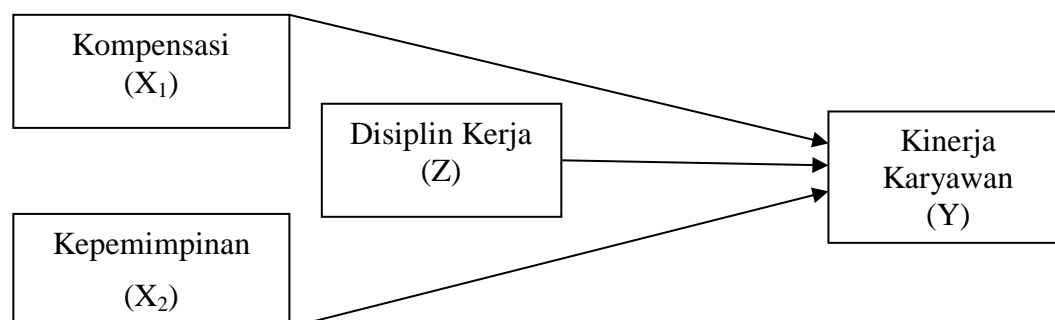 Kompensasi
(X₁)
Disiplin Kerja
(Z)
Kinerja
Karyawan
(Y)
Kepemimpinan
(X₂)